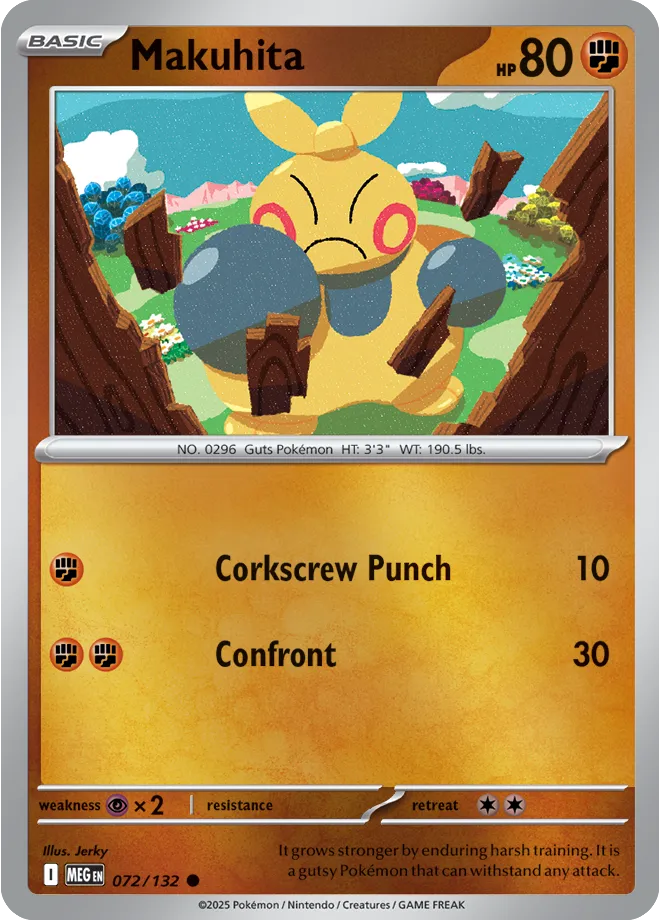 BASIC Makuhita HP 80
NO. 0296 Guts Pokémon HT: 3'3" WT: 190.5 lbs.
Corkscrew Punch 10
Confront 30
weakness × 2 resistance retreat
Illus. Jerky
It grows stronger by enduring harsh training. It is
a gutsy Pokémon that can withstand any attack.
I MEG EN 072/132
©2025 Pokémon / Nintendo / Creatures / GAME FREAK